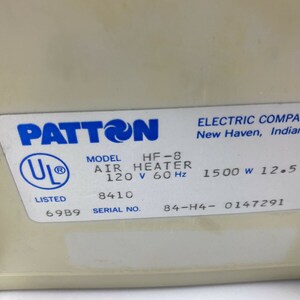 PATTON ELECTRIC COMPA
New Haven, Indian
UL ®
MODEL HF-8
AIR HEATER
120 V 60 Hz 1500 W 12.5
LISTED 8410
69B9 SERIAL NO. 84-H4- 0147291